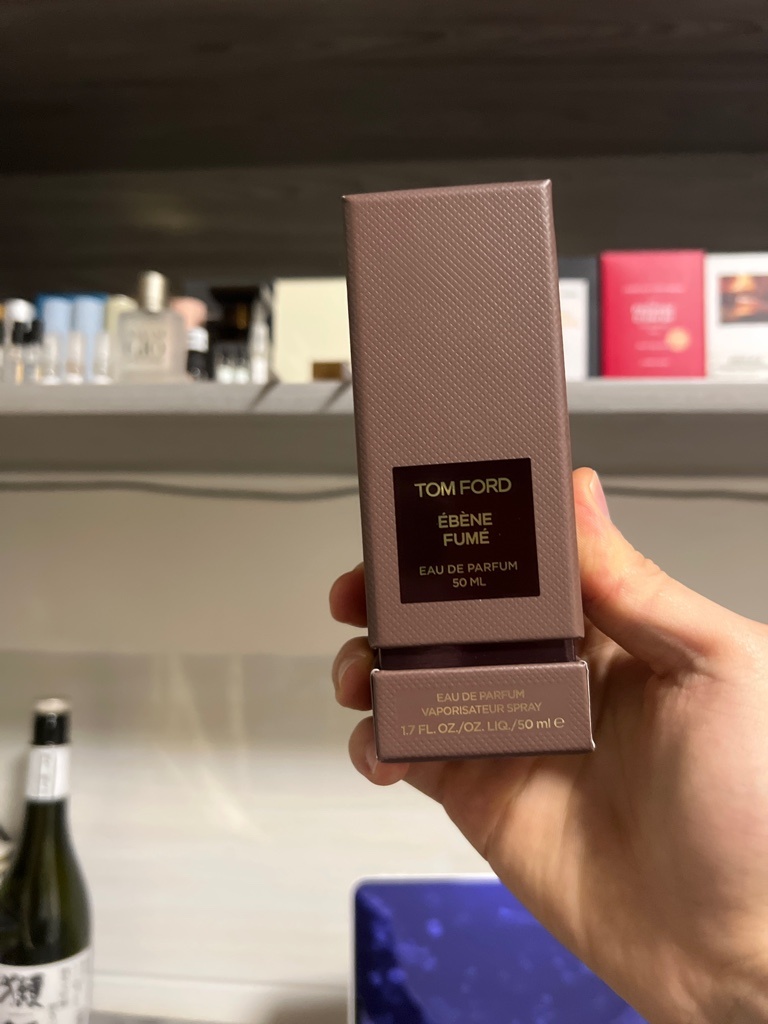 TOM FORD
ÉBÈNE
FUMÉ
EAU DE PARFUM
50 ML
EAU DE PARFUM
VAPORISATEUR SPRAY
1.7 FL. OZ./OZ. LIQ./50 ml ℮